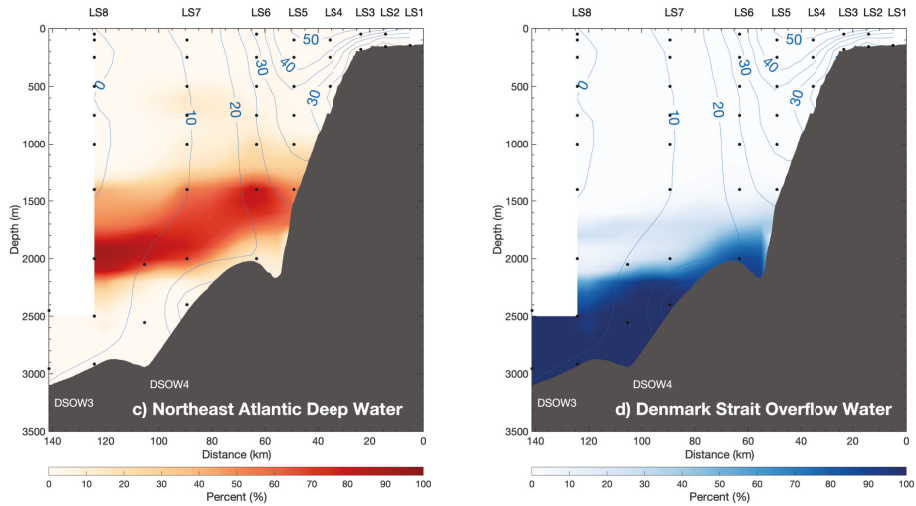 LS8 LS7 LS6 LS5 LS4 LS3 LS2 LS1
0
500
1000
1500
2000
2500
3000
3500
Depth (m)
0
10
20
30
40
50
30
DSOW3
DSOW4
c) Northeast Atlantic Deep Water
140 120 100 80 60 40 20 0
Distance (km)
0 10 20 30 40 50 60 70 80 90 100
Percent (%)
LS8 LS7 LS6 LS5 LS4 LS3 LS2 LS1
0
500
1000
1500
2000
2500
3000
3500
Depth (m)
0
10
20
30
40
50
30
DSOW3
DSOW4
d) Denmark Strait Overflow Water
140 120 100 80 60 40 20 0
Distance (km)
0 10 20 30 40 50 60 70 80 90 100
Percent (%)